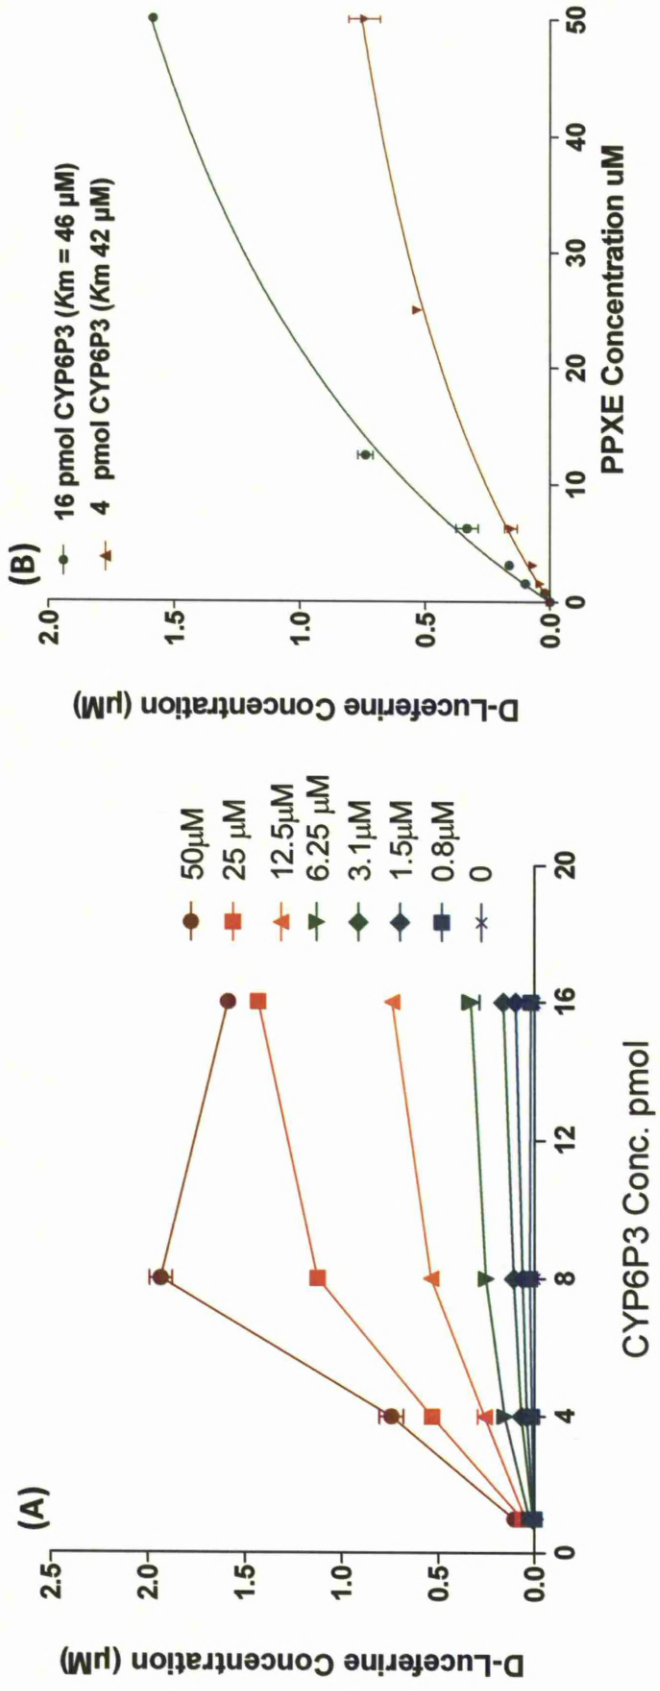 (A)
D-Luceferine Concentration (µM)
2.5
2.0
1.5
1.0
0.5
0.0
0
4
8
12
16
20
CYP6P3 Conc. pmol
50µM
25 µM
12.5µM
6.25 µM
3.1µM
1.5µM
0.8µM
0
(B)
D-Luceferine Concentration (µM)
2.0
1.5
1.0
0.5
0.0
0
10
20
30
40
50
PPXE Concentration uM
16 pmol CYP6P3 (Km = 46 µM)
4 pmol CYP6P3 (Km 42 µM)